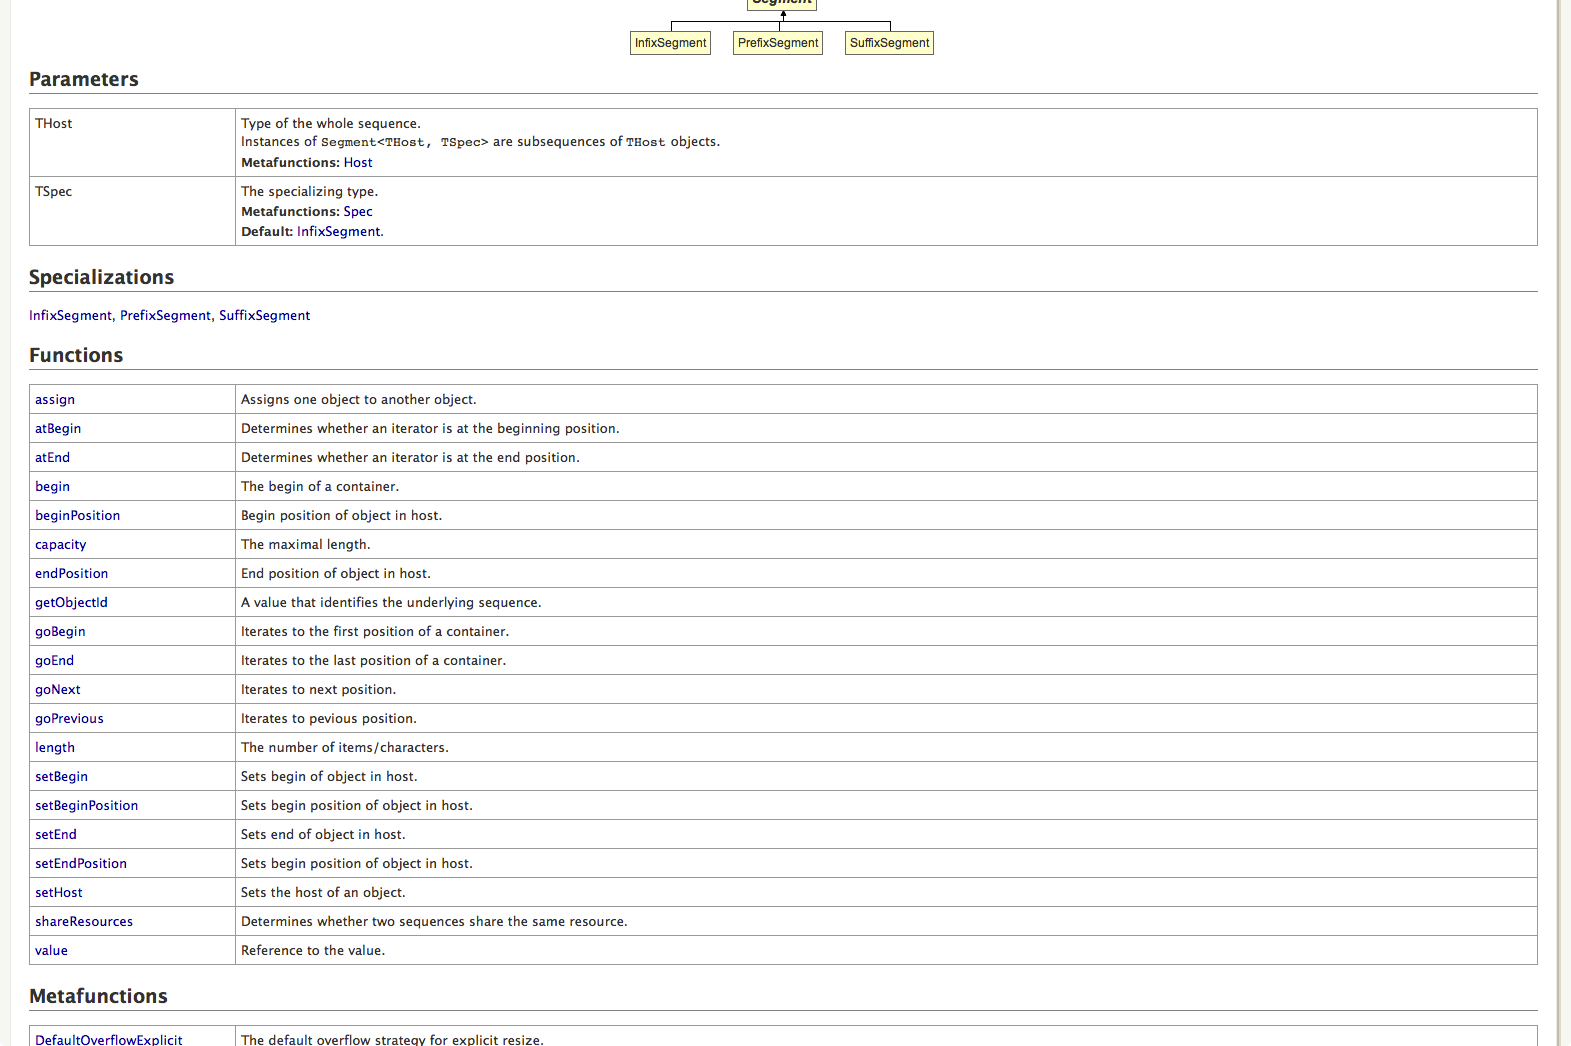 Segment
InfixSegment PrefixSegment SuffixSegment
Parameters
THost Type of the whole sequence.
Instances of Segment<THost, TSpec> are subsequences of THost objects.
Metafunctions: Host
TSpec The specializing type.
Metafunctions: Spec
Default: InfixSegment.
Specializations
InfixSegment, PrefixSegment, SuffixSegment
Functions
assign Assigns one object to another object.
atBegin Determines whether an iterator is at the beginning position.
atEnd Determines whether an iterator is at the end position.
begin The begin of a container.
beginPosition Begin position of object in host.
capacity The maximal length.
endPosition End position of object in host.
getObjectId A value that identifies the underlying sequence.
goBegin Iterates to the first position of a container.
goEnd Iterates to the last position of a container.
goNext Iterates to next position.
goPrevious Iterates to pevious position.
length The number of items/characters.
setBegin Sets begin of object in host.
setBeginPosition Sets begin position of object in host.
setEnd Sets end of object in host.
setEndPosition Sets begin position of object in host.
setHost Sets the host of an object.
shareResources Determines whether two sequences share the same resource.
value Reference to the value.
Metafunctions
DefaultOverflowExplicit The default overflow strategy for explicit resize.